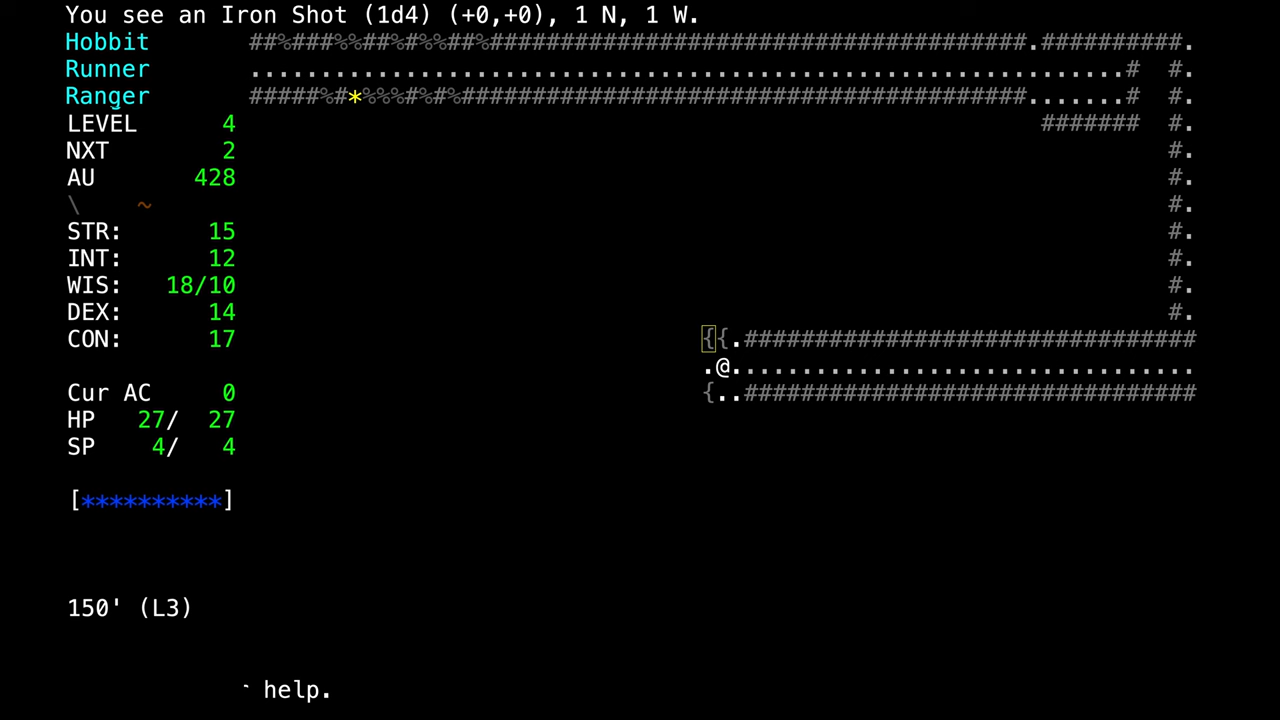 You see an Iron Shot (1d4) (+0,+0), 1 N, 1 W.
Hobbit ##%###%%##%#%%##%######################################.##########.
Runner ..............................................................#  #.
Ranger #####%#*%%%#%#%########################################.......#  #.
LEVEL 4 #######  #.
NXT 2 #.
AU 428 #.
\ ~ #.
STR: 15 #.
INT: 12 #.
WIS: 18/10 #.
DEX: 14 #.
CON: 17 {{.################################
.@.................................
Cur AC 0 {..################################
HP 27/ 27
SP 4/ 4
[**********]
150' (L3)
help.